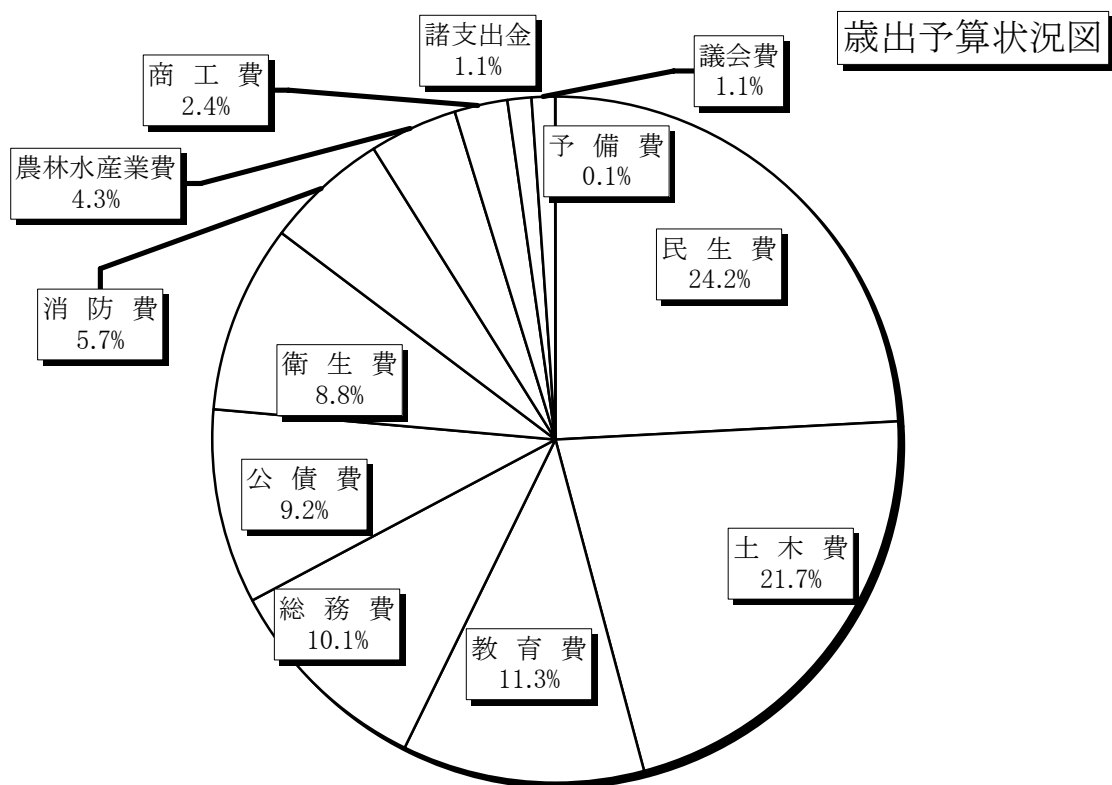 歳出予算状況図
諸支出金
1.1%
議会費
1.1%
商工費
2.4%
予備費
0.1%
農林水産業費
4.3%
民生費
24.2%
消防費
5.7%
衛生費
8.8%
公債費
9.2%
土木費
21.7%
総務費
10.1%
教育費
11.3%